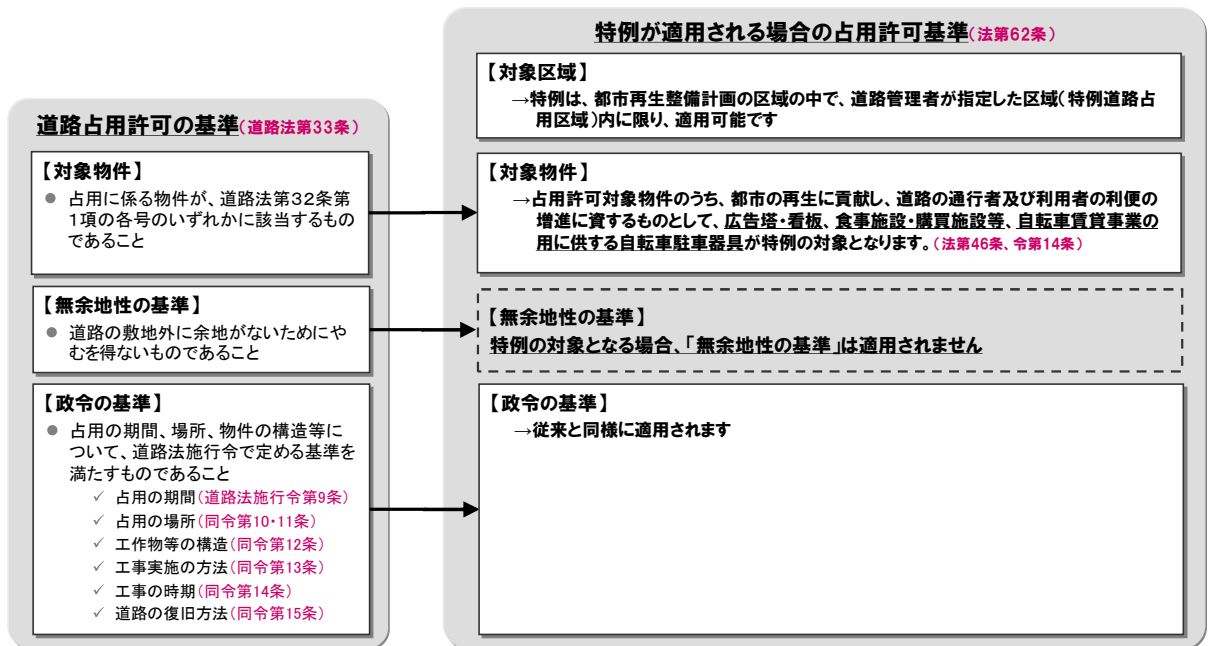 道路占用許可の基準(道路法第33条)
【対象物件】
● 占用に係る物件が、道路法第32条第
1項の各号のいずれかに該当するもの
であること
【無余地性の基準】
● 道路の敷地外に余地がないためにや
むを得ないものであること
【政令の基準】
● 占用の期間、場所、物件の構造等に
ついて、道路法施行令で定める基準を
満たすものであること
✓ 占用の期間(道路法施行令第9条)
✓ 占用の場所(同令第10・11条)
✓ 工作物等の構造(同令第12条)
✓ 工事実施の方法(同令第13条)
✓ 工事の時期(同令第14条)
✓ 道路の復旧方法(同令第15条)
特例が適用される場合の占用許可基準(法第62条)
【対象区域】
→特例は、都市再生整備計画の区域の中で、道路管理者が指定した区域(特例道路占
用区域)内に限り、適用可能です
【対象物件】
→占用許可対象物件のうち、都市の再生に貢献し、道路の通行者及び利用者の利便の
増進に資するものとして、広告塔・看板、食事施設・購買施設等、自転車賃貸事業の
用に供する自転車駐車器具が特例の対象となります。(法第46条、令第14条)
【無余地性の基準】
特例の対象となる場合、「無余地性の基準」は適用されません
【政令の基準】
→従来と同様に適用されます